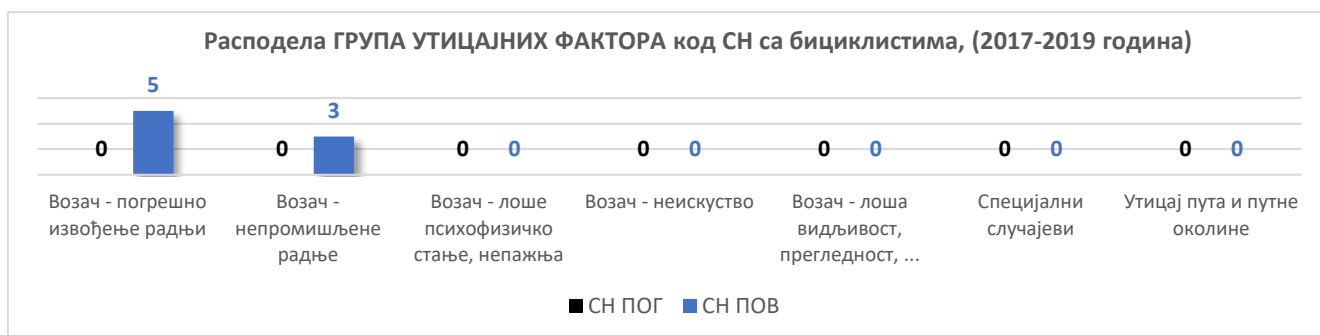 Расподела ГРУПА УТИЦАЈНИХ ФАКТОРА код СН са бициклистима, (2017-2019 година)
5
3
0 0 0 0 0 0 0 0 0 0 0 0
Возач - погрешно
извођење радњи
Возач -
непромишљене
радње
Возач - лоше
психофизичко
стање, непажња
Возач - неискуство
Возач - лоша
видљивост,
прегледност, ...
Специјални
случајеви
Утицај пута и путне
околине
СН ПОГ СН ПОВ